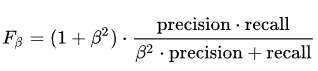 F_β = (1 + β²) · (precision · recall) / (β² · precision + recall)